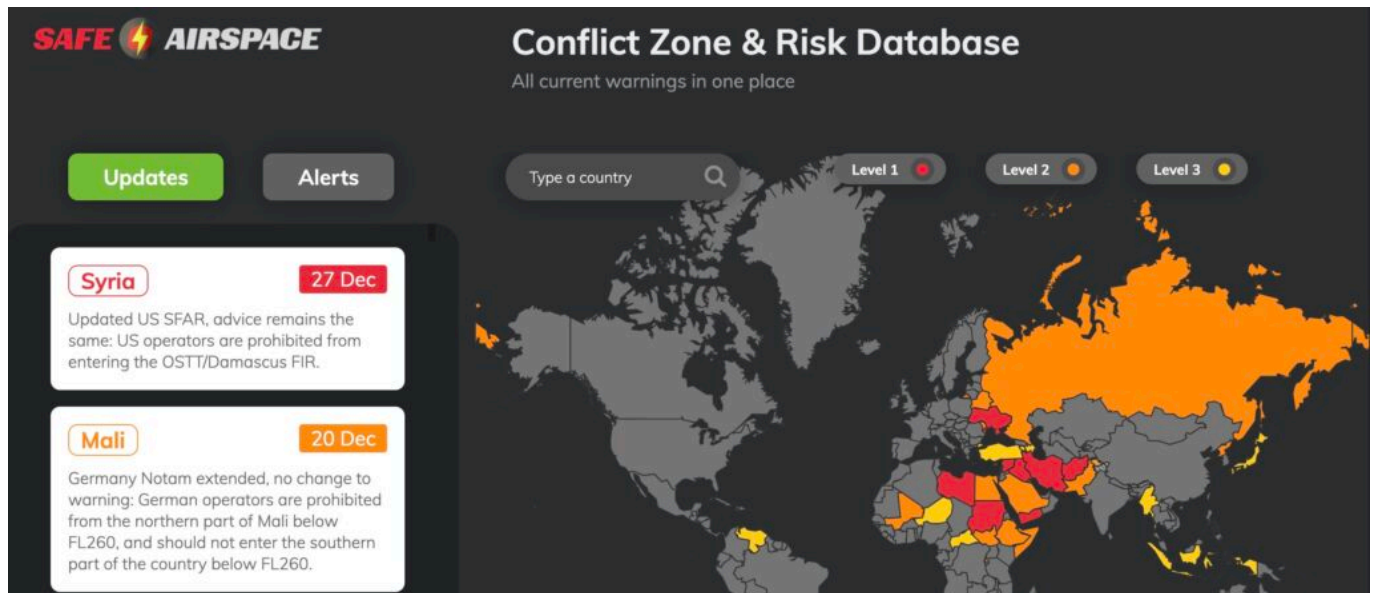 SAFE AIRSPACE
Conflict Zone & Risk Database
All current warnings in one place
Updates
Alerts
Type a country
Level 1
Level 2
Level 3
Syria
27 Dec
Updated US SFAR, advice remains the
same: US operators are prohibited from
entering the OSTT/Damascus FIR.
Mali
20 Dec
Germany Notam extended, no change to
warning: German operators are prohibited
from the northern part of Mali below
FL260, and should not enter the southern
part of the country below FL260.